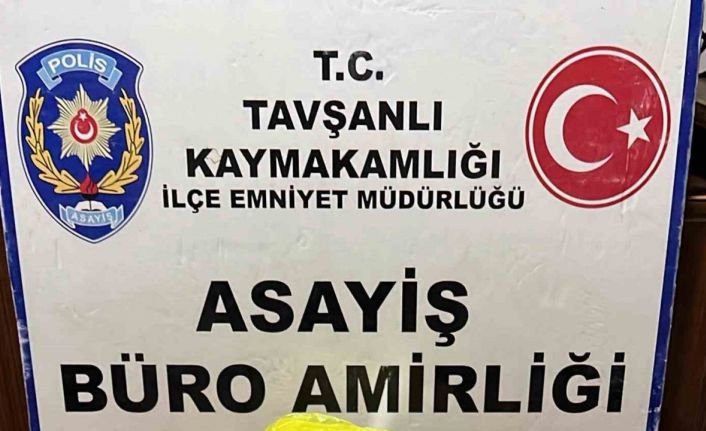 POLİS
ASAYİŞ
T.C.
TAVŞANLI
KAYMAKAMLIĞI
İLÇE EMNİYET MÜDÜRLÜĞÜ
ASAYİŞ
BÜRO AMİRLİĞİ